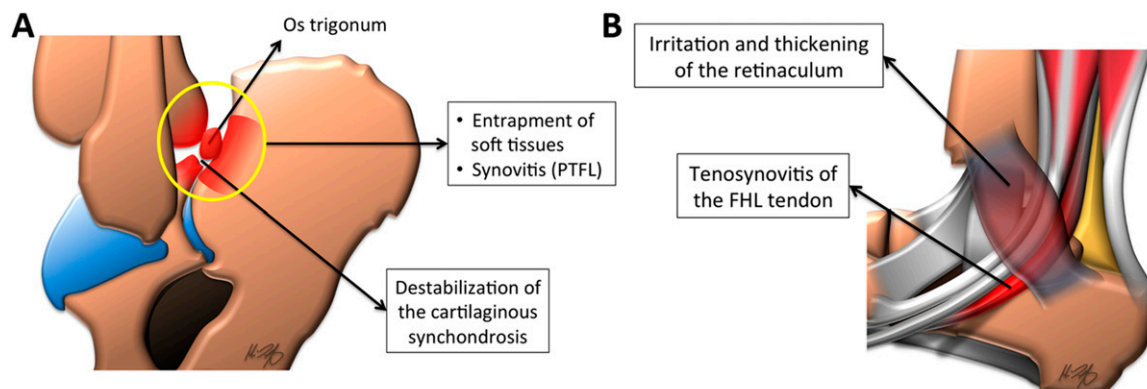 A
Os trigonum
• Entrapment of
soft tissues
• Synovitis (PTFL)
Destabilization of
the cartilaginous
synchondrosis
B
Irritation and thickening
of the retinaculum
Tenosynovitis of
the FHL tendon